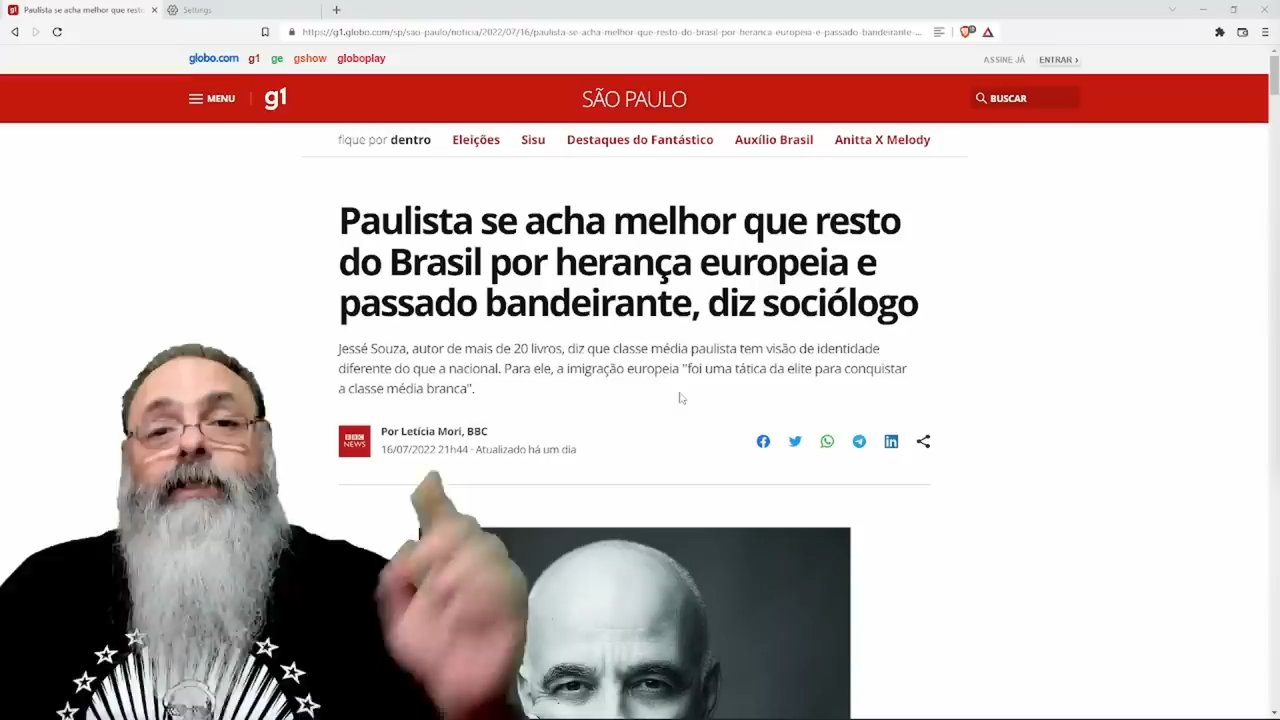 Paulista se acha melhor que resto
Settings
https://g1.globo.com/sp/sao-paulo/noticia/2022/07/16/paulista-se-acha-melhor-que-resto-do-brasil-por-heranca-europeia-e-passado-bandeirante-...
globo.com g1 ge gshow globoplay
ASSINE JÁ ENTRAR ›
MENU g1 SÃO PAULO BUSCAR
fique por dentro Eleições Sisu Destaques do Fantástico Auxílio Brasil Anitta X Melody
Paulista se acha melhor que resto
do Brasil por herança europeia e
passado bandeirante, diz sociólogo
Jessé Souza, autor de mais de 20 livros, diz que classe média paulista tem visão de identidade
diferente do que a nacional. Para ele, a imigração europeia "foi uma tática da elite para conquistar
a classe média branca".
BBC
NEWS
Por Letícia Mori, BBC
16/07/2022 21h44 · Atualizado há um dia